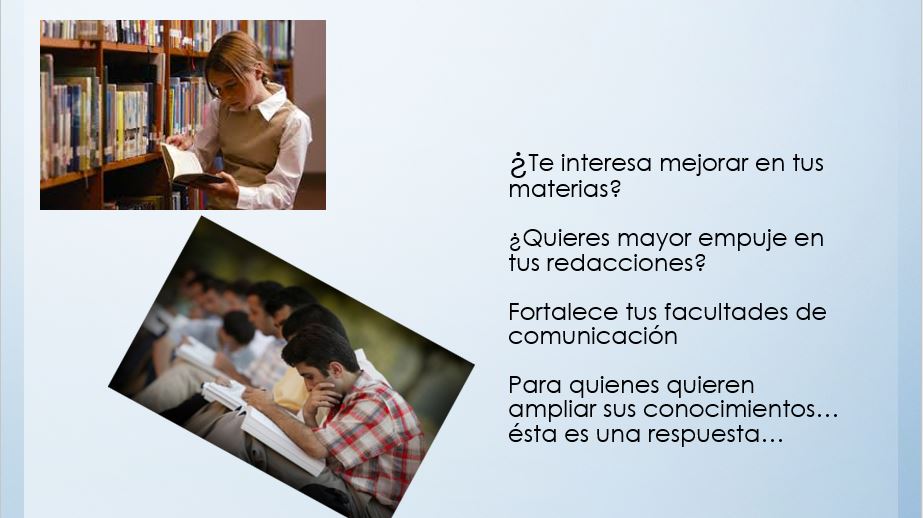 ¿Te interesa mejorar en tus
materias?
¿Quieres mayor empuje en
tus redacciones?
Fortalece tus facultades de
comunicación
Para quienes quieren
ampliar sus conocimientos…
ésta es una respuesta…